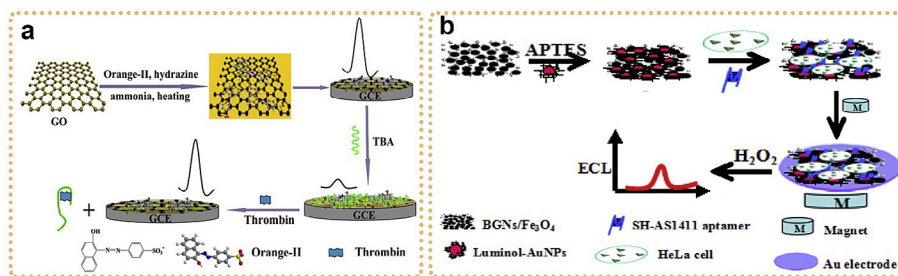 a
Orange-II, hydrazine
ammonia, heating
GO
GCE
TBA
GCE
Thrombin
+
OH
N=N
SO₃⁻
Orange-II
Thrombin
b
APTES
M
H₂O₂
ECL
M
BGNs/Fe₃O₄
SH-AS1411 aptamer
Magnet
Luminol-AuNPs
HeLa cell
Au electrode